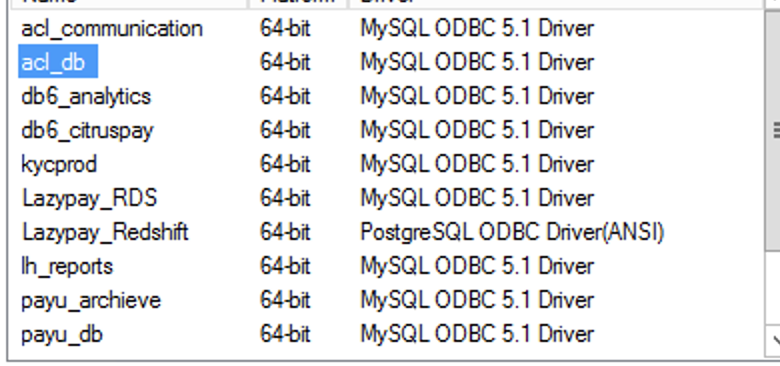 acl_communication 64-bit MySQL ODBC 5.1 Driver
acl_db 64-bit MySQL ODBC 5.1 Driver
db6_analytics 64-bit MySQL ODBC 5.1 Driver
db6_citruspay 64-bit MySQL ODBC 5.1 Driver
kycprod 64-bit MySQL ODBC 5.1 Driver
Lazypay_RDS 64-bit MySQL ODBC 5.1 Driver
Lazypay_Redshift 64-bit PostgreSQL ODBC Driver(ANSI)
lh_reports 64-bit MySQL ODBC 5.1 Driver
payu_archieve 64-bit MySQL ODBC 5.1 Driver
payu_db 64-bit MySQL ODBC 5.1 Driver